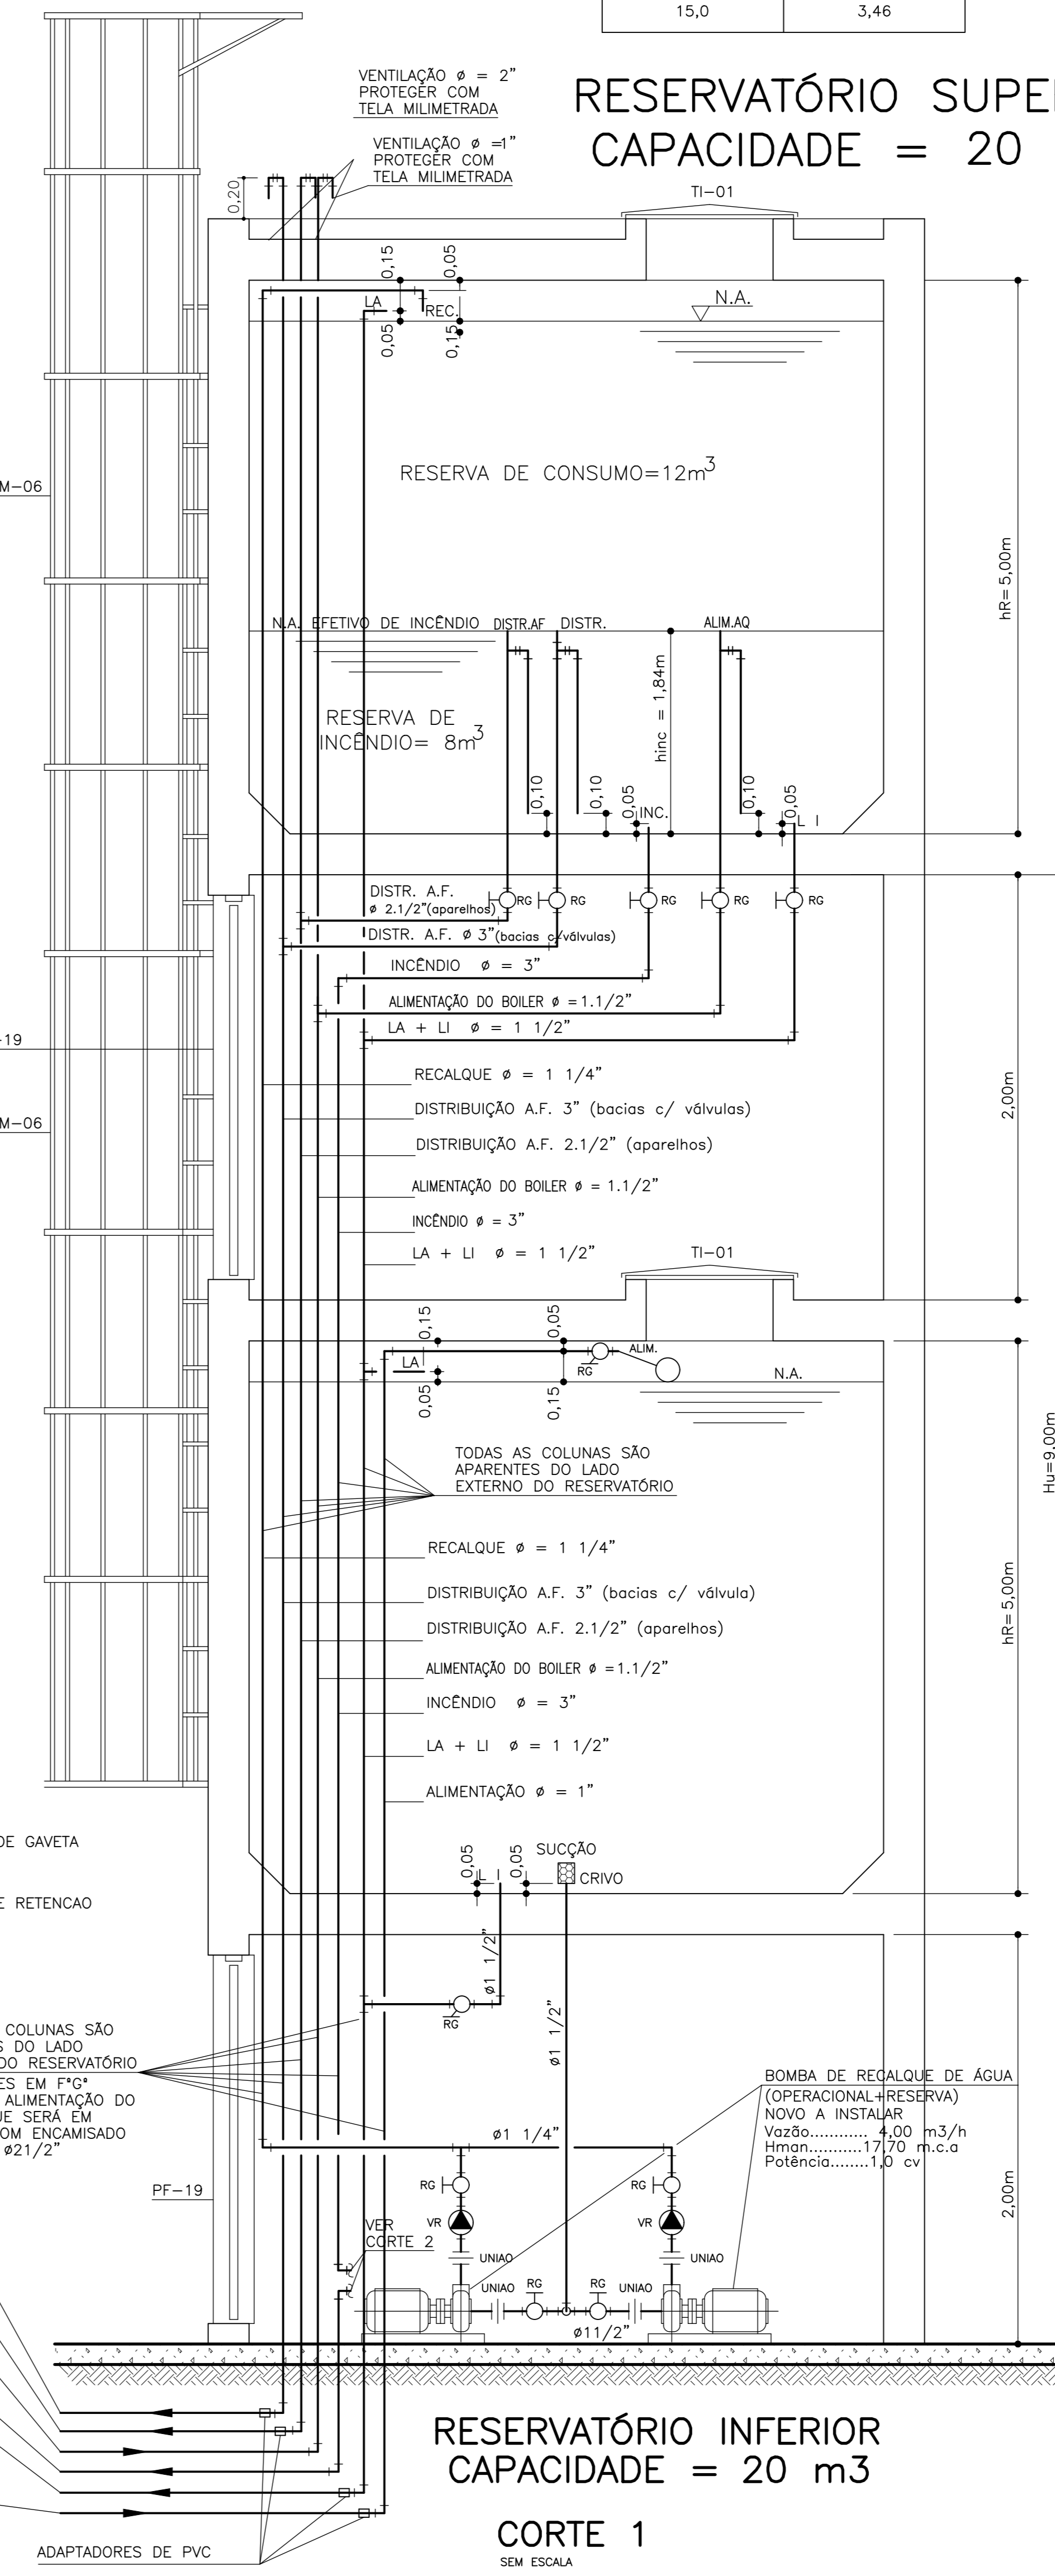 15,0 3,46
VENTILAÇÃO ø = 2"
PROTEGER COM
TELA MILIMETRADA
RESERVATÓRIO
CAPACIDADE = 20
VENTILAÇÃO ø =1"
PROTEGER COM
TELA MILIMETRADA
0,20
TI-01
0,15
0,05
LA
REC.
N.A.
0,05
0,15
M-06
RESERVA DE CONSUMO=12m³
hR= 5,00m
N.A. EFETIVO DE INCÊNDIO
DISTR.AF
DISTR.
ALIM.AQ
hinc = 1,84m
RESERVA DE
INCÊNDIO= 8m³
0,10
0,10
0,05
INC.
0,10
0,05
L I
DISTR. A.F.
ø 2.1/2"(aparelhos)
RG
RG
RG
RG
RG
DISTR. A.F. ø 3"(bacias c/válvulas)
INCÊNDIO ø = 3"
ALIMENTAÇÃO DO BOILER ø =1.1/2"
LA + LI ø = 1 1/2"
-19
RECALQUE ø = 1 1/4"
DISTRIBUIÇÃO A.F. 3" (bacias c/ válvulas)
2,00m
M-06
DISTRIBUIÇÃO A.F. 2.1/2" (aparelhos)
ALIMENTAÇÃO DO BOILER ø = 1.1/2"
INCÊNDIO ø = 3"
LA + LI ø = 1 1/2"
TI-01
0,15
0,05
LA
RG
ALIM.
N.A.
0,05
0,15
Hu=9,00m
TODAS AS COLUNAS SÃO
APARENTES DO LADO
EXTERNO DO RESERVATÓRIO
RECALQUE ø = 1 1/4"
DISTRIBUIÇÃO A.F. 3" (bacias c/ válvula)
hR= 5,00m
DISTRIBUIÇÃO A.F. 2.1/2" (aparelhos)
ALIMENTAÇÃO DO BOILER ø =1.1/2"
INCÊNDIO ø = 3"
LA + LI ø = 1 1/2"
ALIMENTAÇÃO ø = 1"
DE GAVETA
SUCÇÃO
0,05
L I
0,05
CRIVO
E RETENCAO
ø1 1/2"
RG
ø1 1/2"
COLUNAS SÃO
S DO LADO
DO RESERVATÓRIO
ES EM F°G°
ALIMENTAÇÃO DO
UE SERÁ EM
OM ENCAMISADO
ø21/2"
BOMBA DE RECALQUE DE ÁGUA
(OPERACIONAL+RESERVA)
NOVO A INSTALAR
Vazão............ 4,00 m3/h
Hman..........17,70 m.c.a
Potência........1,0 cv
ø1 1/4"
2,00m
PF-19
RG
RG
VER
CORTE 2
VR
VR
UNIAO
UNIAO
UNIAO
RG
RG
UNIAO
ø11/2"
RESERVATÓRIO INFERIOR
CAPACIDADE = 20 m3
CORTE 1
SEM ESCALA
ADAPTADORES DE PVC